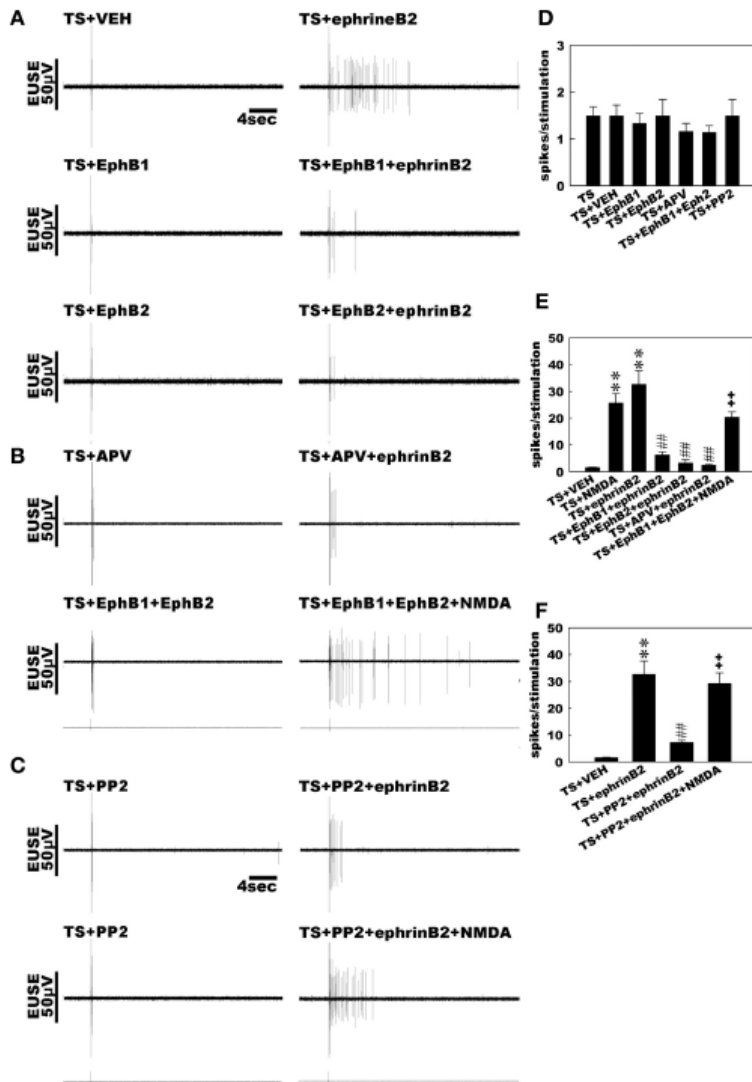 A
TS+VEH
TS+ephrineB2
EUSE
50µV
4sec
TS+EphB1
TS+EphB1+ephrinB2
EUSE
50µV
TS+EphB2
TS+EphB2+ephrinB2
EUSE
50µV
B
TS+APV
TS+APV+ephrinB2
EUSE
50µV
TS+EphB1+EphB2
TS+EphB1+EphB2+NMDA
EUSE
50µV
C
TS+PP2
TS+PP2+ephrinB2
EUSE
50µV
4sec
TS+PP2
TS+PP2+ephrinB2+NMDA
EUSE
50µV
D
spikes/stimulation
3
2
1
0
TS
TS+VEH
TS+EphB1
TS+EphB2
TS+APV
TS+EphB1+Eph2
TS+PP2
E
spikes/stimulation
50
40
30
20
10
0
**
**
##
##
##
++
TS+VEH
TS+NMDA
TS+ephrinB2
TS+EphB1+ephrinB2
TS+EphB2+ephrinB2
TS+APV+ephrinB2
TS+EphB1+EphB2+NMDA
F
spikes/stimulation
50
40
30
20
10
0
**
##
++
TS+VEH
TS+ephrinB2
TS+PP2+ephrinB2
TS+PP2+ephrinB2+NMDA